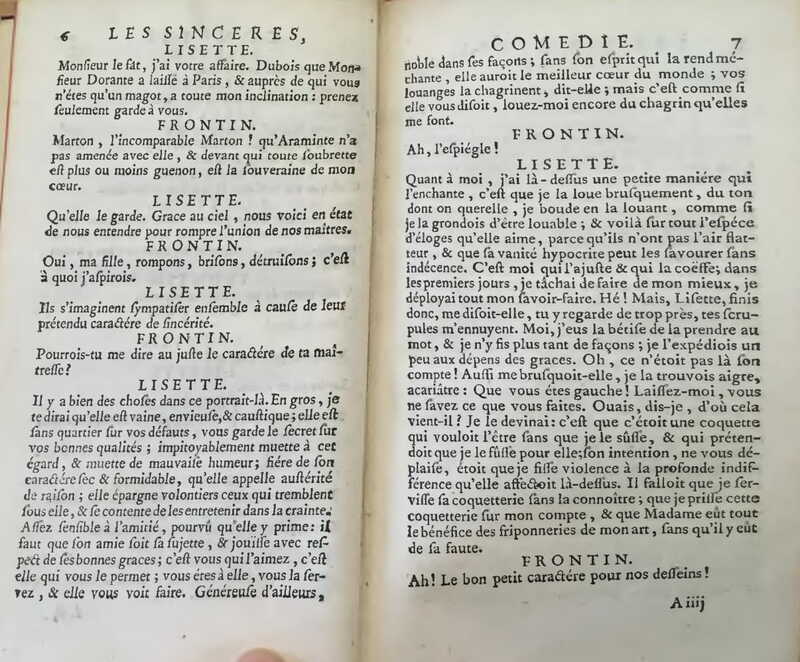 6 LES SINCERES,
LISETTE.
Monſieur le fat, j'ai votre affaire. Dubois que Mon-
ſieur Dorante a laiſſé à Paris, & auprès de qui vous
n'étes qu'un magot, a toute mon inclination : prenez
ſeulement garde à vous.
FRONTIN.
Marton, l'incomparable Marton ! qu'Araminte n'a
pas amenée avec elle, & devant qui toute ſoubrette
eſt plus ou moins guenon, eſt la ſouveraine de mon
cœur.
LISETTE.
Qu'elle le garde. Grace au ciel, nous voici en état
de nous entendre pour rompre l'union de nos maitres.
FRONTIN.
Oui, ma fille, rompons, briſons, détruiſons ; c'eſt
à quoi j'aſpirois.
LISETTE.
Ils s'imaginent ſympatiſer enſemble à cauſe de leur
prétendu caractére de ſincérité.
FRONTIN.
Pourrois-tu me dire au juſte le caractére de ta maî-
treſſe ?
LISETTE.
Il y a bien des choſes dans ce portrait-là. En gros, je
te dirai qu'elle eſt vaine, envieuſe, & cauſtique ; elle eſt
ſans quartier ſur vos défauts, vous garde le ſecret ſur
vos bonnes qualités ; impitoyablement muette à cet
égard, & muette de mauvaiſe humeur; fiére de ſon
caractére ſec & formidable, qu'elle appelle auſtérité
de raiſon ; elle épargne volontiers ceux qui tremblent
ſous elle, & ſe contente de les entretenir dans la crainte.
Aſſez ſenſible à l'amitié, pourvû qu'elle y prime : il
faut que ſon amie ſoit ſa ſujette, & jouiſſe avec reſ-
pect de ſes bonnes graces ; c'eſt vous qui l'aimez, c'eſt
elle qui vous le permet ; vous étes à elle, vous la ſer-
vez, & elle vous voit faire. Généreuſe d'ailleurs,
COMEDIE. 7
noble dans ſes façons ; ſans ſon eſprit qui la rend mé-
chante, elle auroit le meilleur cœur du monde ; vos
louanges la chagrinent, dit-elle ; mais c'eſt comme ſi
elle vous diſoit, louez-moi encore du chagrin qu'elles
me font.
FRONTIN.
Ah, l'eſpiégle !
LISETTE.
Quant à moi, j'ai là-deſſus une petite maniére qui
l'enchante, c'eſt que je la loue bruſquement, du ton
dont on querelle, je boude en la louant, comme ſi
je la grondois d'étre louable ; & voilà ſur tout l'eſpéce
d'éloges qu'elle aime, parce qu'ils n'ont pas l'air flat-
teur, & que ſa vanité hypocrite peut les ſavourer ſans
indécence. C'eſt moi qui l'ajuſte & qui la coëffe; dans
les premiers jours, je tâchai de faire de mon mieux, je
déployai tout mon ſavoir-faire. Hé ! Mais, Liſette, finis
donc, me diſoit-elle, tu y regarde de trop près, tes ſcru-
pules m'ennuyent. Moi, j'eus la bétiſe de la prendre au
mot, & je n'y fis plus tant de façons ; je l'expédiois un
peu aux dépens des graces. Oh, ce n'étoit pas là ſon
compte ! Auſſi me bruſquoit-elle, je la trouvois aigre,
acariâtre : Que vous étes gauche ! Laiſſez-moi, vous
ne ſavez ce que vous faites. Ouais, dis-je, d'où cela
vient-il ? Je le devinai : c'eſt que c'étoit une coquette
qui vouloit l'être ſans que je le sûſſe, & qui préten-
doit que je le fuſſe pour elle; ſon intention, ne vous dé-
plaiſe, étoit que je fiſſe violence à la profonde indif-
férence qu'elle affectoit là-deſſus. Il falloit que je ſer-
viſſe ſa coquetterie ſans la connoître ; que je priſſe cette
coquetterie ſur mon compte, & que Madame eût tout
le bénéfice des friponneries de mon art, ſans qu'il y eût
de ſa faute.
FRONTIN.
Ah ! Le bon petit caractére pour nos deſſeins !
A iiij